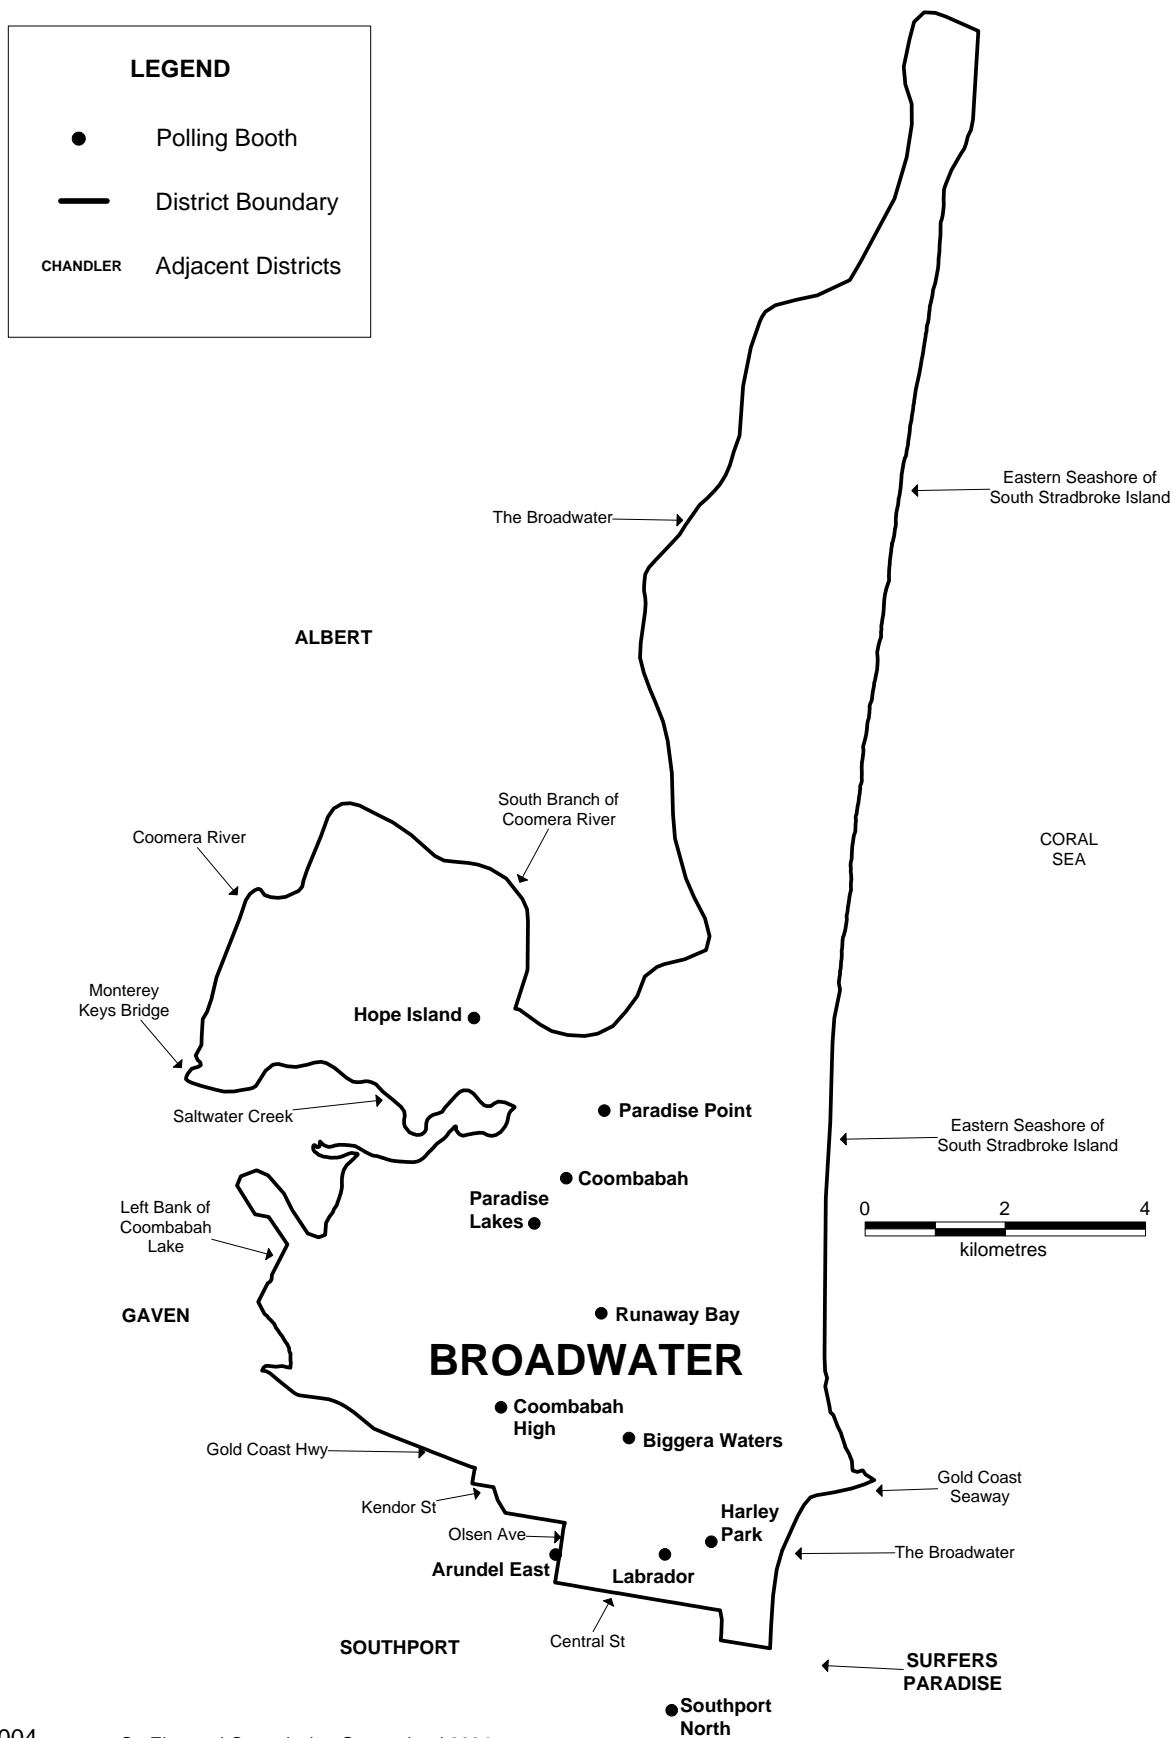 LEGEND
Polling Booth
District Boundary
CHANDLER Adjacent Districts
Eastern Seashore of
South Stradbroke Island
The Broadwater
ALBERT
South Branch of
Coomera River
Coomera River
CORAL
SEA
Monterey
Keys Bridge
Hope Island
Saltwater Creek
Paradise Point
Eastern Seashore of
South Stradbroke Island
Coombabah
Paradise
Lakes
Left Bank of
Coombabah
Lake
0 2 4
kilometres
GAVEN
Runaway Bay
BROADWATER
Coombabah
High
Biggera Waters
Gold Coast Hwy
Gold Coast
Seaway
Kendor St
Harley
Park
Olsen Ave
The Broadwater
Arundel East
Labrador
Central St
SOUTHPORT
SURFERS
PARADISE
Southport
North